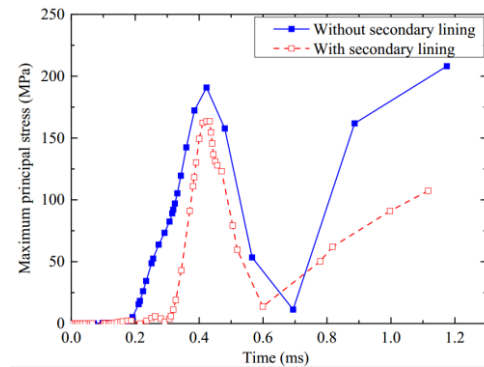 Without secondary lining
With secondary lining
250
200
150
100
50
0
Maximum principal stress (MPa)
0.0 0.2 0.4 0.6 0.8 1.0 1.2
Time (ms)